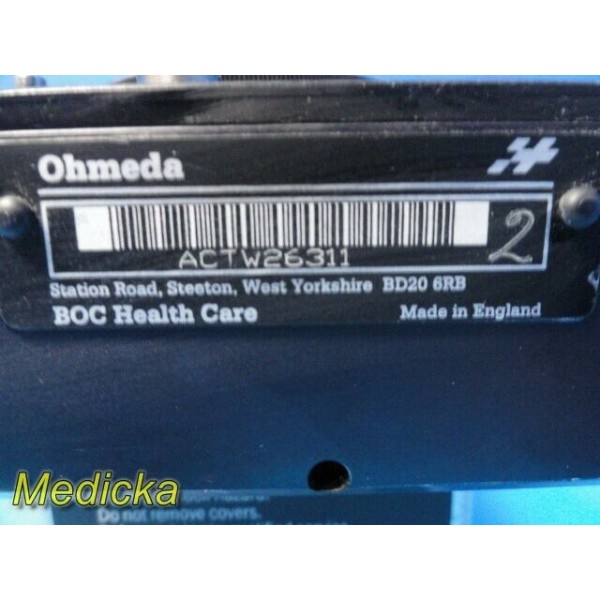 Ohmeda
ACTW26311
2
Station Road, Steeton, West Yorkshire BD20 6RB
BOC Health Care
Made in England
Medicka
Do not remove covers.